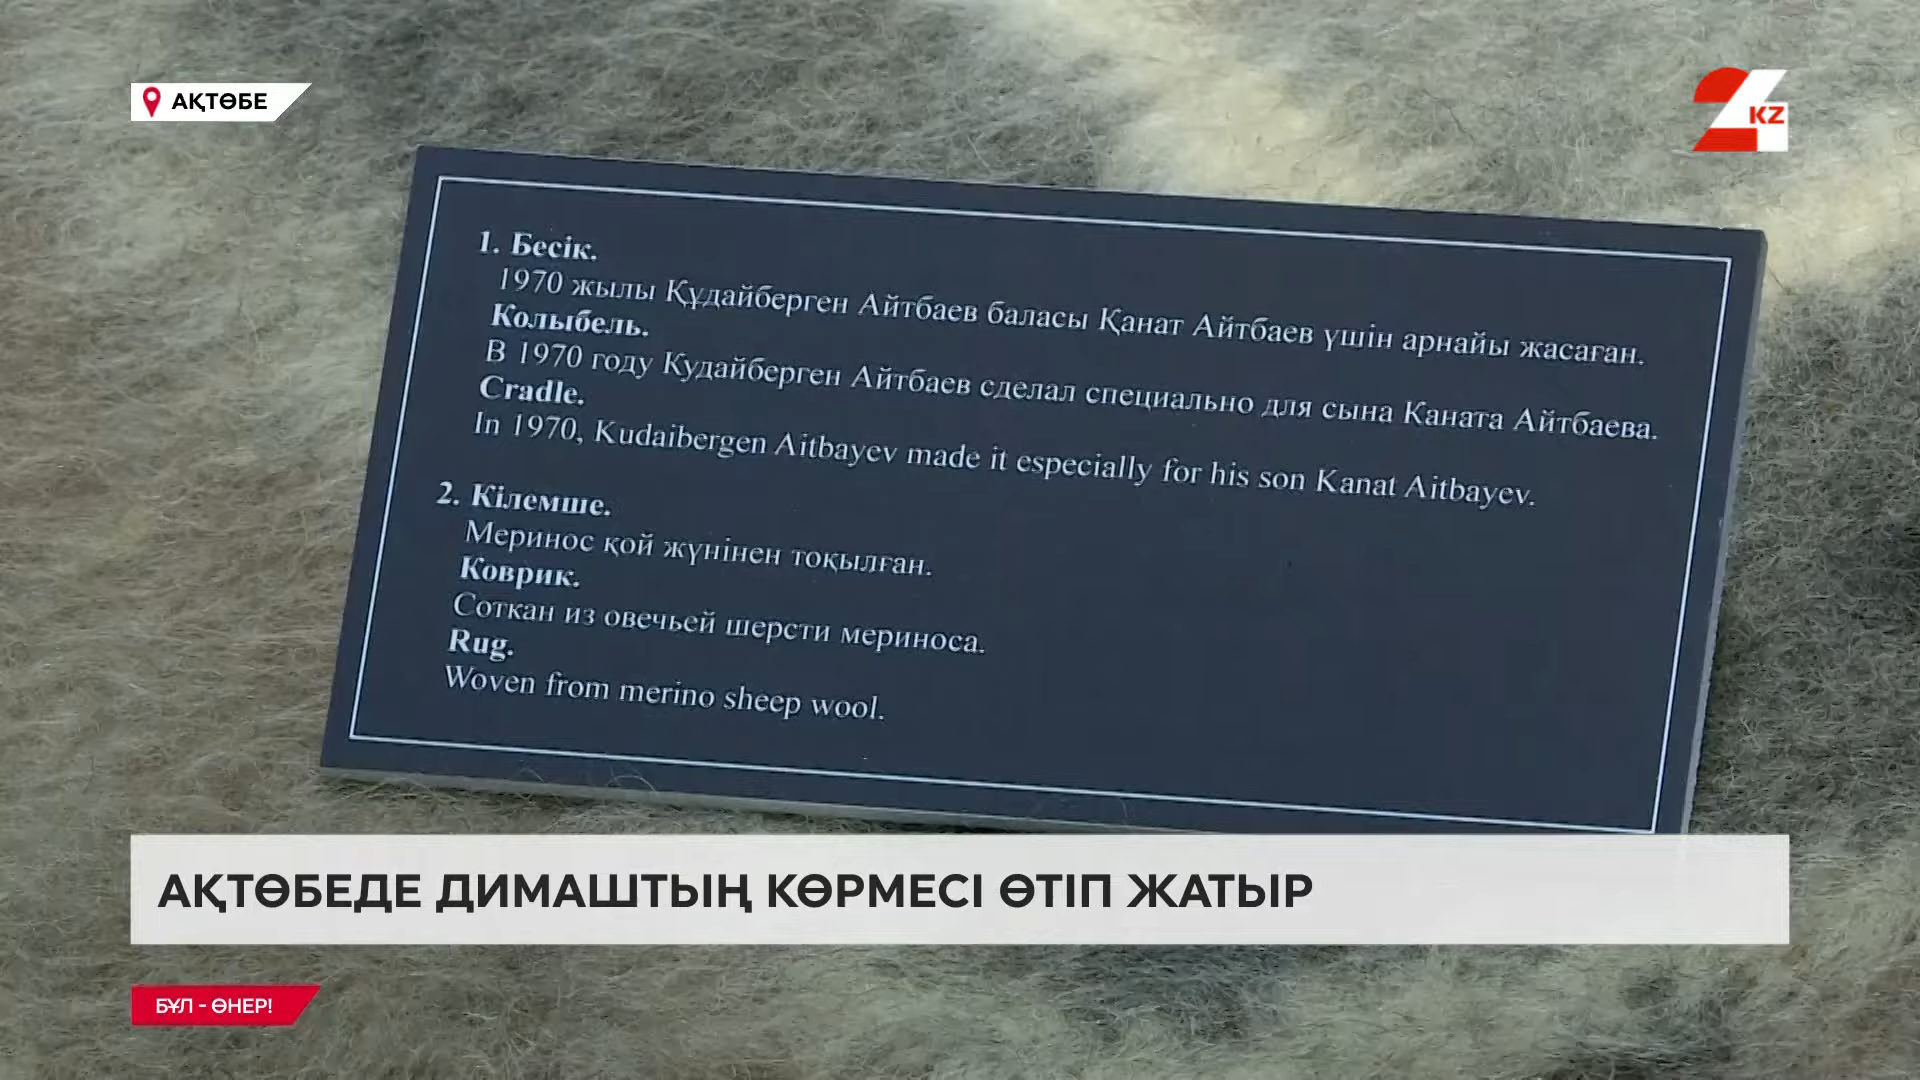 АҚТӨБЕ
24 KZ
1. Бесік.
1970 жылы Құдайберген Айтбаев баласы Қанат Айтбаев үшін арнайы жасаған.
Колыбель.
В 1970 году Кудайберген Айтбаев сделал специально для сына Каната Айтбаева.
Cradle.
In 1970, Kudaibergen Aitbayev made it especially for his son Kanat Aitbayev.
2. Кілемше.
Меринос қой жүнінен тоқылған.
Коврик.
Соткан из овечьей шерсти мериноса.
Rug.
Woven from merino sheep wool.
АҚТӨБЕДЕ ДИМАШТЫҢ КӨРМЕСІ ӨТІП ЖАТЫР
БҰЛ - ӨНЕР!